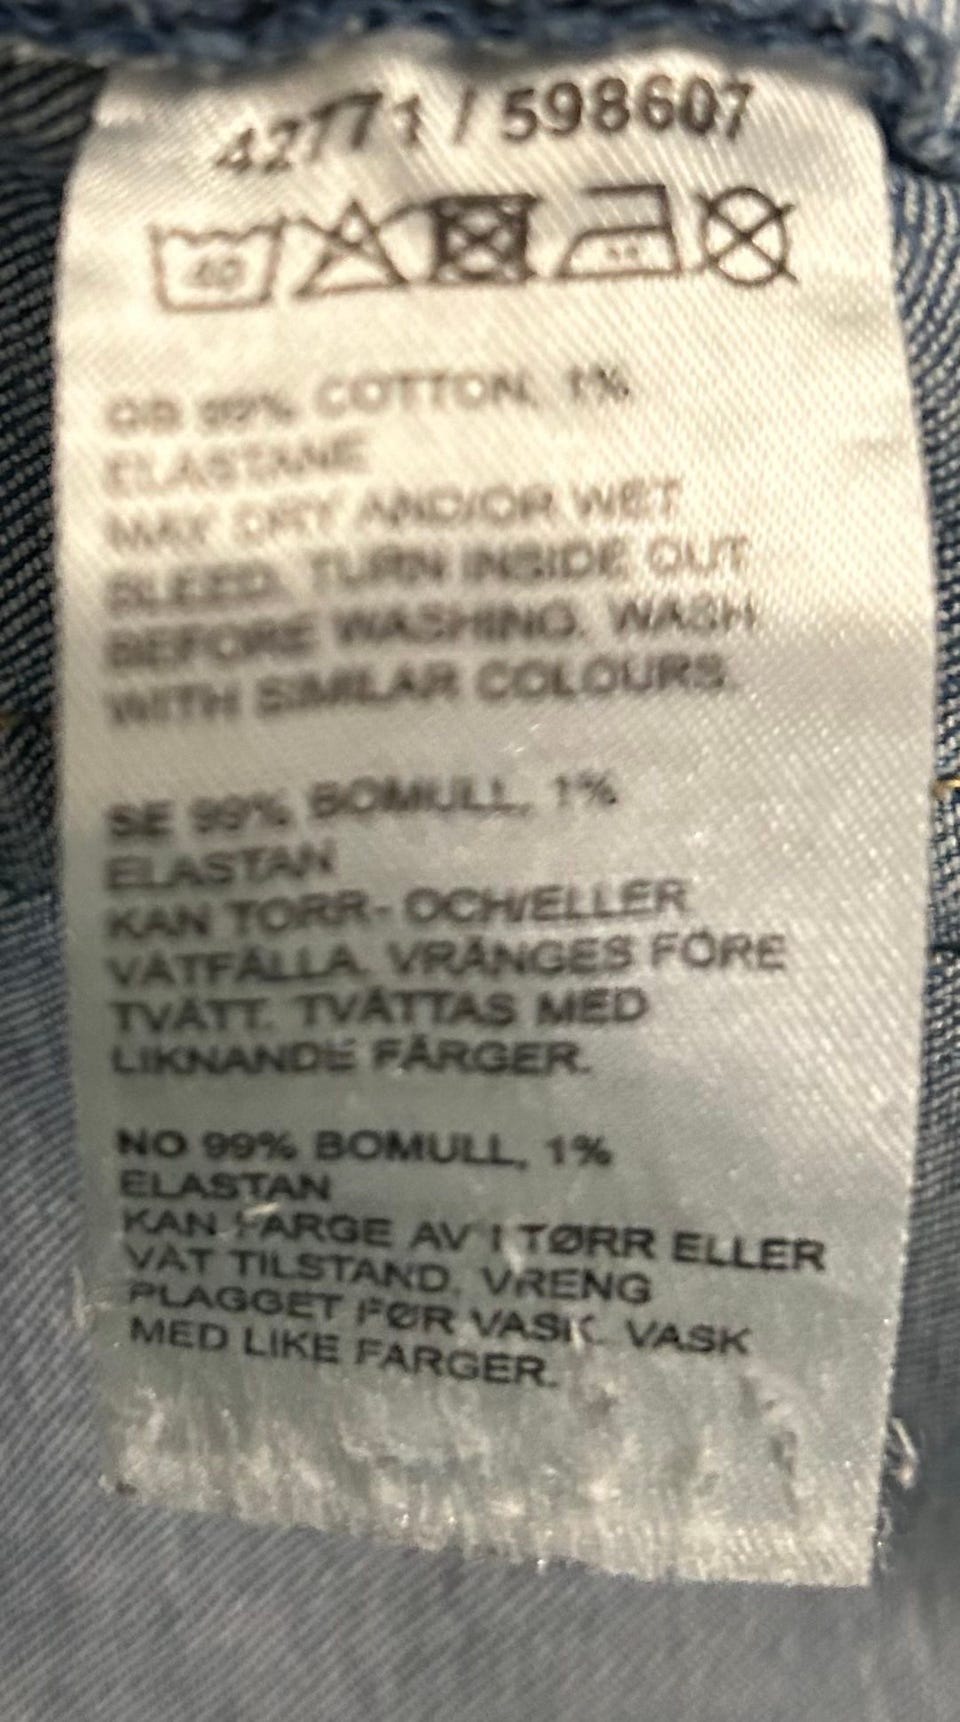 42771 / 598607
40
GB 99% COTTON, 1%
ELASTANE
MAY DRY AND/OR WET
BLEED. TURN INSIDE OUT
BEFORE WASHING. WASH
WITH SIMILAR COLOURS.
SE 99% BOMULL, 1%
ELASTAN
KAN TORR- OCH/ELLER
VÅTFÄLLA. VRÄNGES FÖRE
TVÄTT. TVÄTTAS MED
LIKNANDE FÄRGER.
NO 99% BOMULL, 1%
ELASTAN
KAN FARGE AV I TØRR ELLER
VÅT TILSTAND. VRENG
PLAGGET FØR VASK. VASK
MED LIKE FARGER.